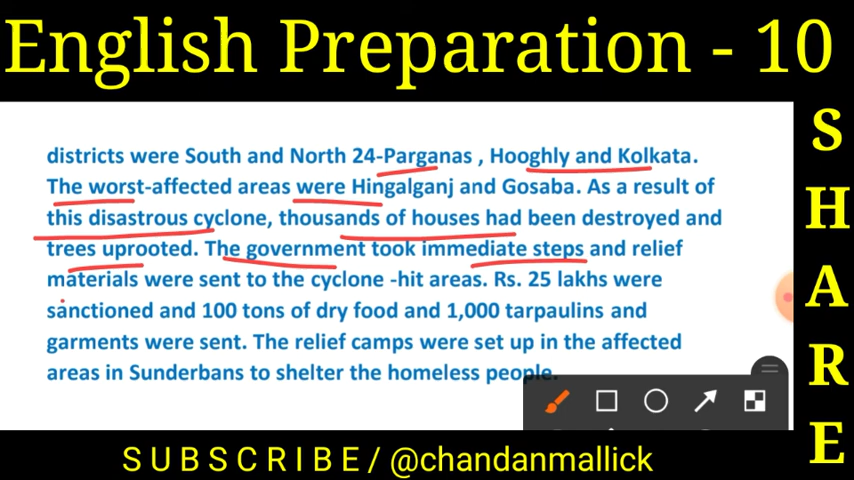 English Preparation - 10
districts were South and North 24-Parganas , Hooghly and Kolkata.
The worst-affected areas were Hingalganj and Gosaba. As a result of
this disastrous cyclone, thousands of houses had been destroyed and
trees uprooted. The government took immediate steps and relief
materials were sent to the cyclone -hit areas. Rs. 25 lakhs were
sanctioned and 100 tons of dry food and 1,000 tarpaulins and
garments were sent. The relief camps were set up in the affected
areas in Sunderbans to shelter the homeless people.
SHARE
SUBSCRIBE/ @chandanmallick